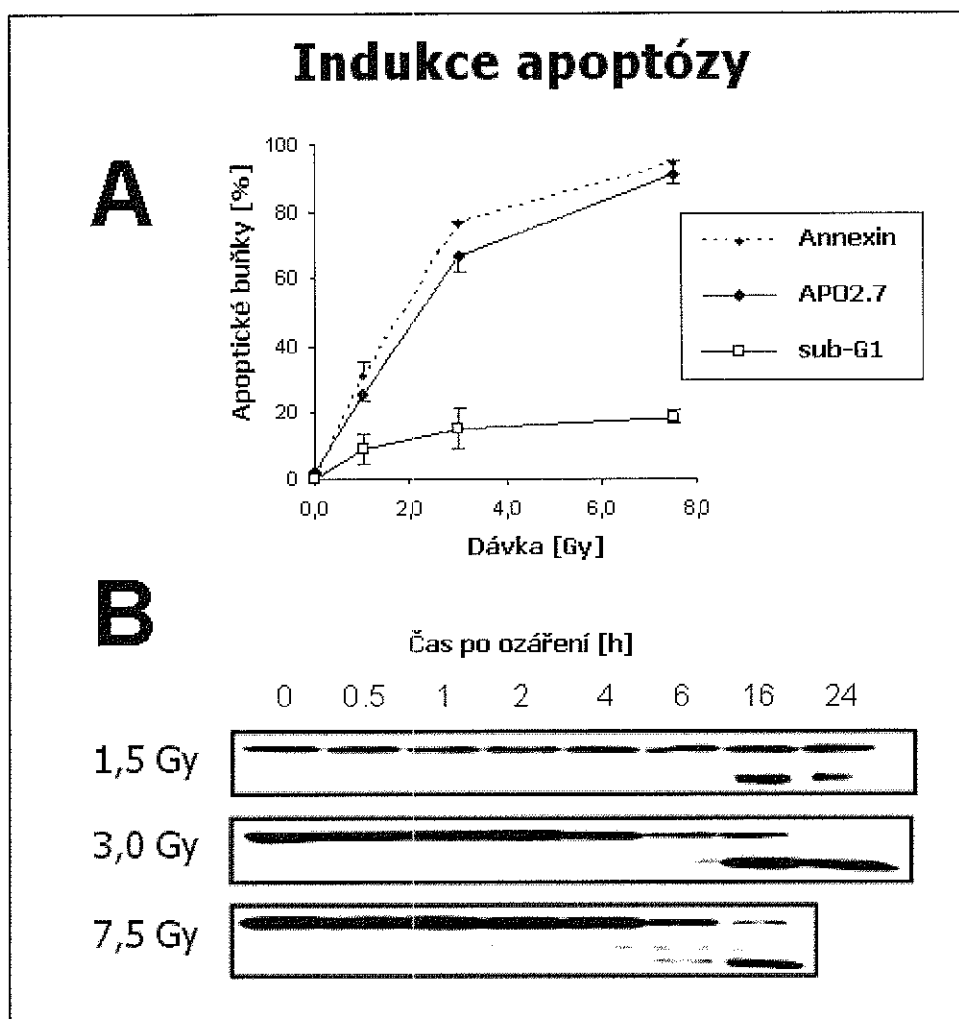 Indukce apoptózy
A
Apoptické buňky [%]
100
80
60
40
20
0
0,0 2,0 4,0 6,0 8,0
Dávka [Gy]
Annexin
APO2.7
sub-G1
B
Čas po ozáření [h]
0 0.5 1 2 4 6 16 24
1,5 Gy
3,0 Gy
7,5 Gy